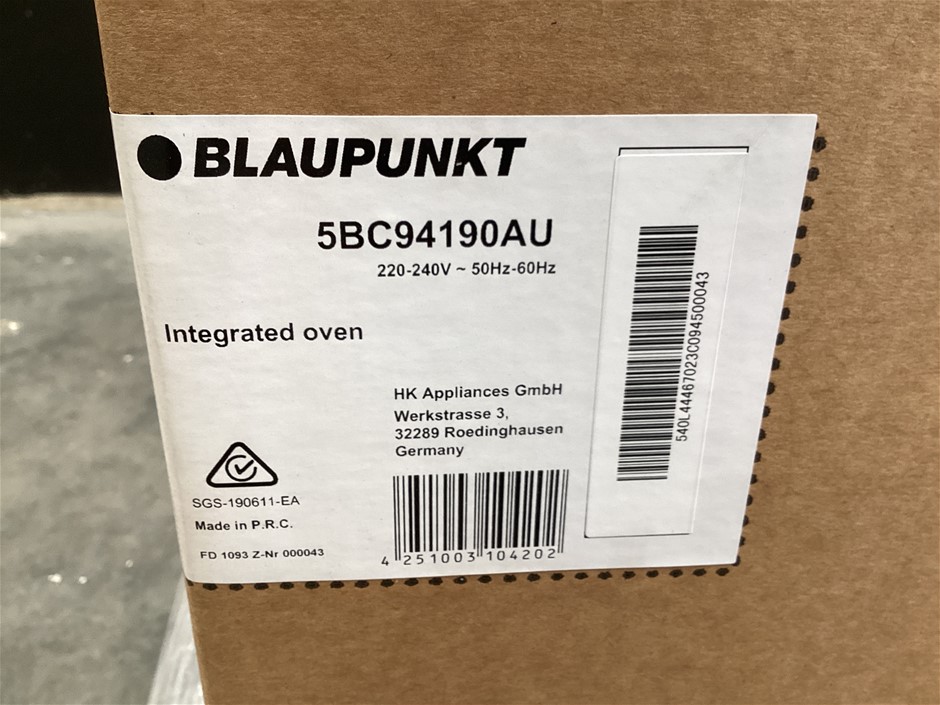 BLAUPUNKT
5BC94190AU
220-240V ~ 50Hz-60Hz
Integrated oven
HK Appliances GmbH
Werkstrasse 3,
32289 Roedinghausen
Germany
SGS-190611-EA
Made in P.R.C.
FD 1093 Z-Nr 000043
4 251003 104202
540L44467023C094500043